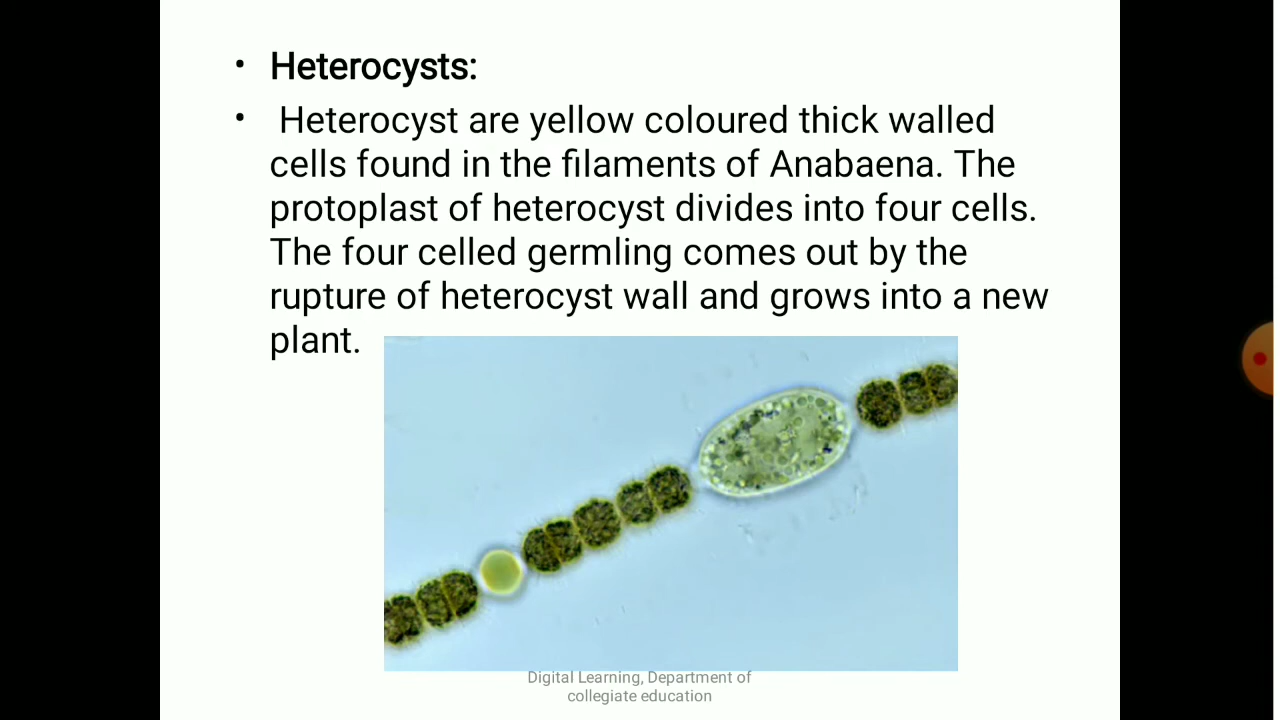 • Heterocysts:
• Heterocyst are yellow coloured thick walled
cells found in the filaments of Anabaena. The
protoplast of heterocyst divides into four cells.
The four celled germling comes out by the
rupture of heterocyst wall and grows into a new
plant.
Digital Learning, Department of
collegiate education